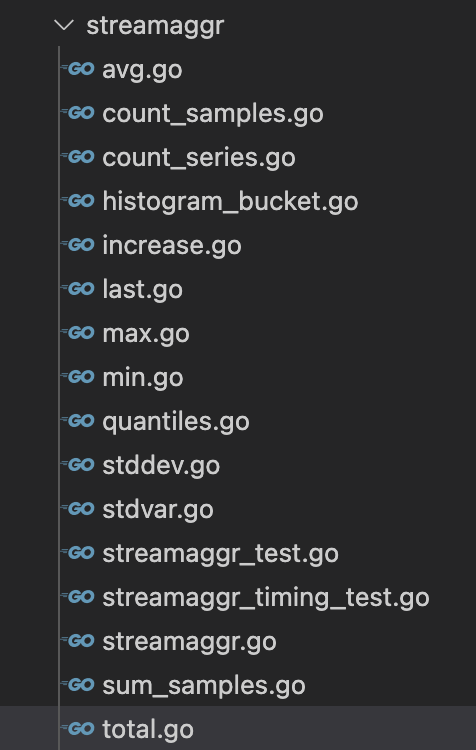 streamaggr
GO avg.go
GO count_samples.go
GO count_series.go
GO histogram_bucket.go
GO increase.go
GO last.go
GO max.go
GO min.go
GO quantiles.go
GO stddev.go
GO stdvar.go
GO streamaggr_test.go
GO streamaggr_timing_test.go
GO streamaggr.go
GO sum_samples.go
GO total.go